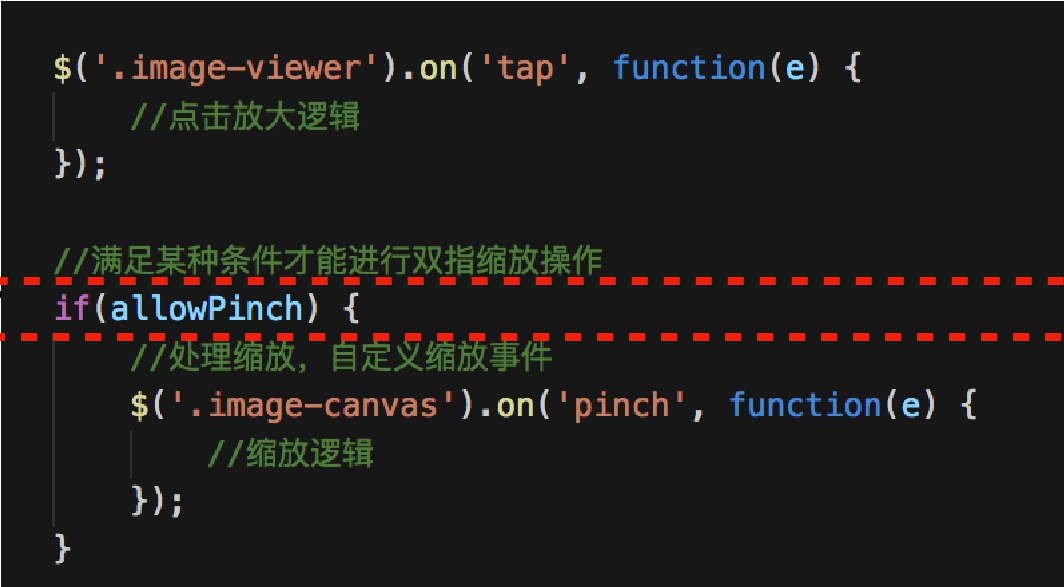 $('.image-viewer').on('tap', function(e) {
//点击放大逻辑
});
//满足某种条件才能进行双指缩放操作
if(allowPinch) {
//处理缩放，自定义缩放事件
$('.image-canvas').on('pinch', function(e) {
//缩放逻辑
});
}